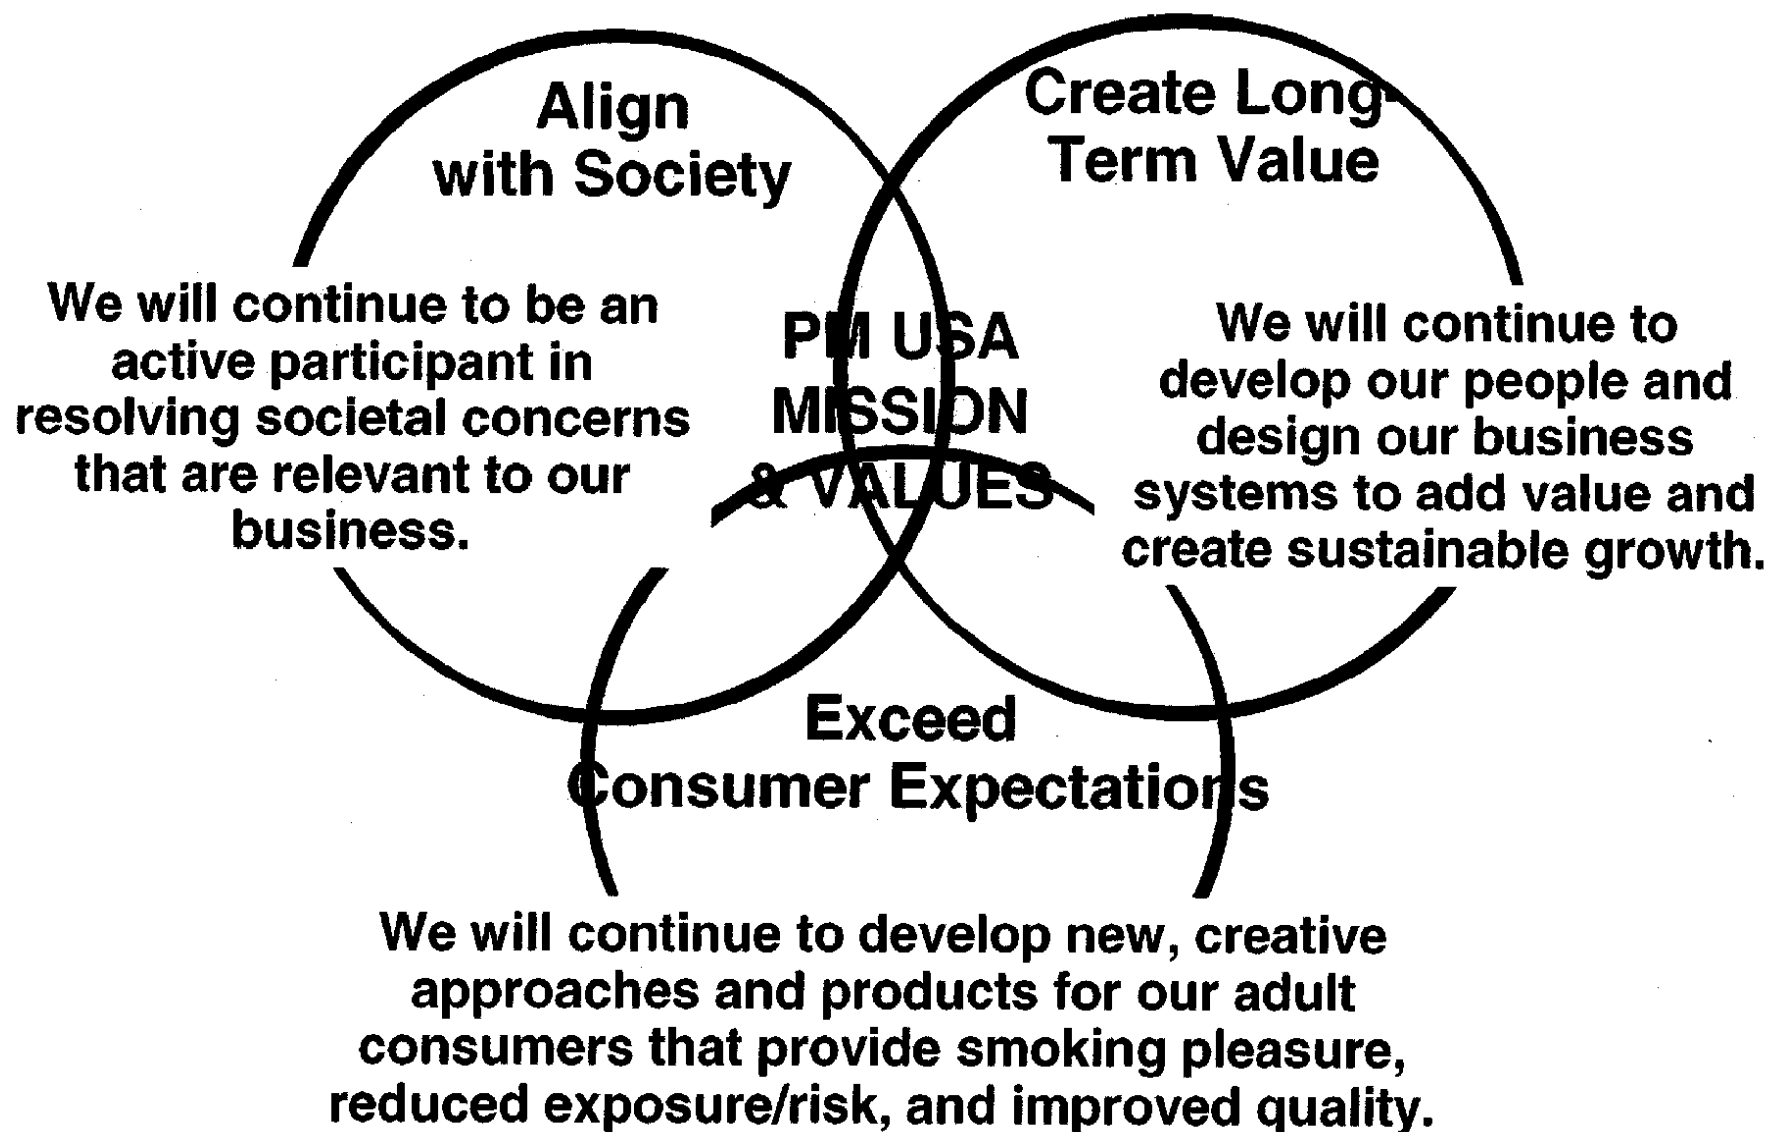 Align
with Society
Create Long-
Term Value
We will continue to be an
active participant in
resolving societal concerns
that are relevant to our
business.
PM USA
MISSION
& VALUES
We will continue to
develop our people and
design our business
systems to add value and
create sustainable growth.
Exceed
Consumer Expectations
We will continue to develop new, creative
approaches and products for our adult
consumers that provide smoking pleasure,
reduced exposure/risk, and improved quality.